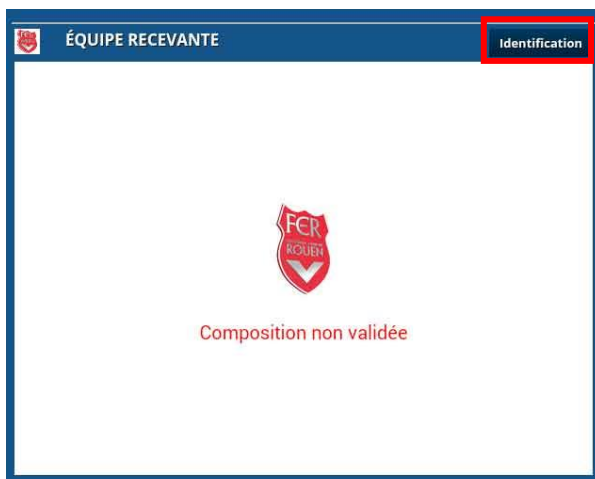 ÉQUIPE RECEVANTE
Identification
FCR
ROUEN
Composition non validée